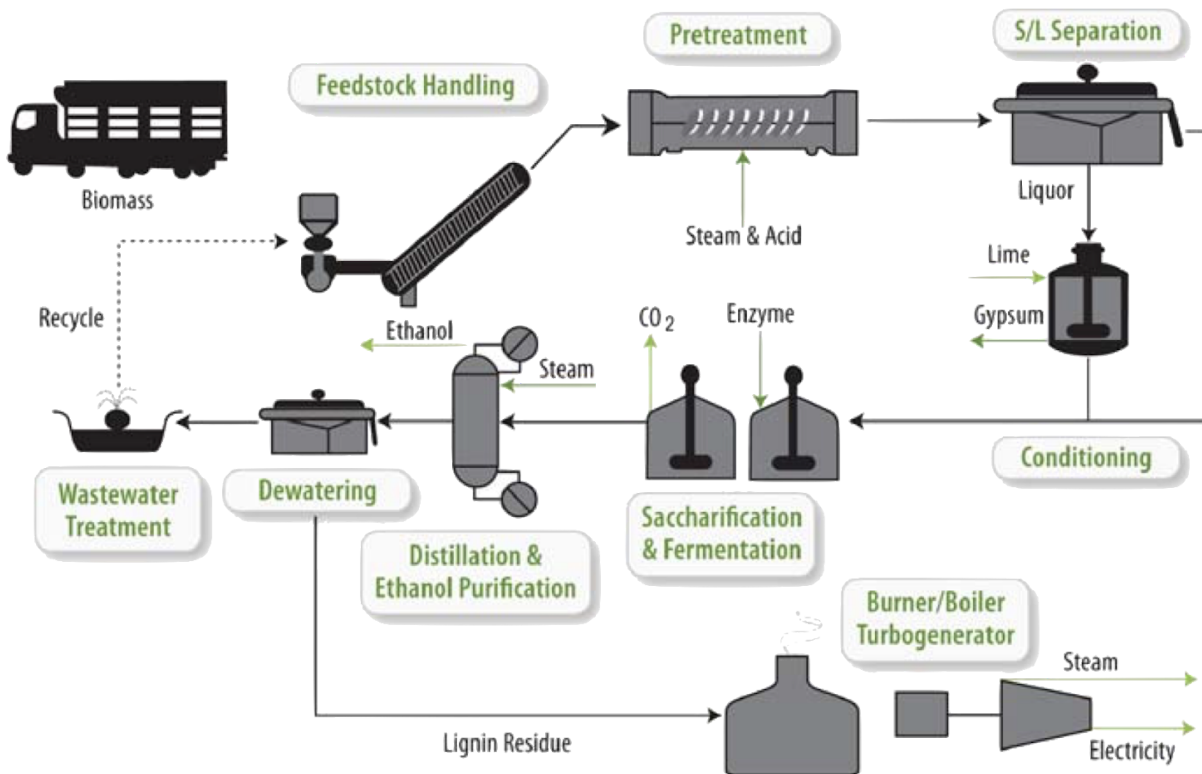 Pretreatment
S/L Separation
Feedstock Handling
Biomass
Liquor
Steam & Acid
Lime
Recycle
Ethanol
CO2
Enzyme
Gypsum
Steam
Conditioning
Wastewater
Treatment
Dewatering
Saccharification
& Fermentation
Distillation &
Ethanol Purification
Burner/Boiler
Turbogenerator
Steam
Lignin Residue
Electricity